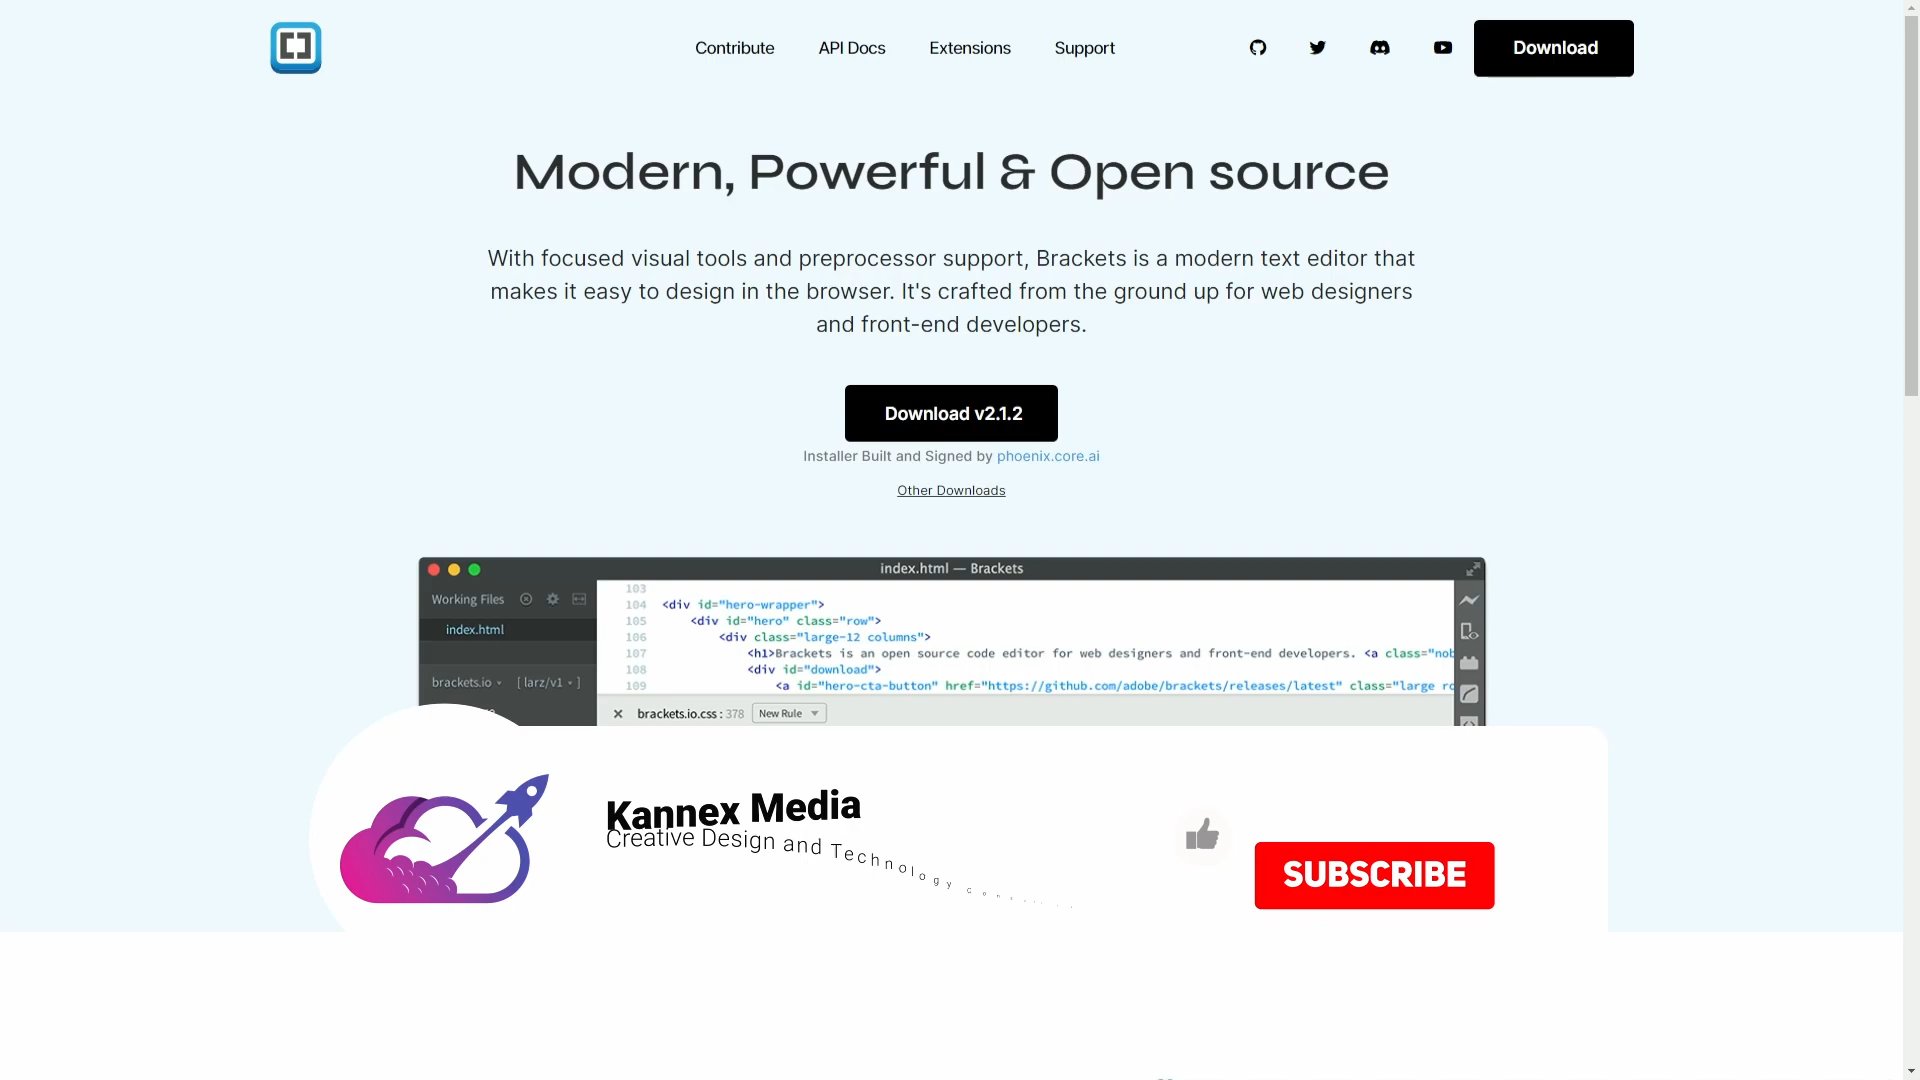 Contribute API Docs Extensions Support Download
Modern, Powerful & Open source
With focused visual tools and preprocessor support, Brackets is a modern text editor that
makes it easy to design in the browser. It's crafted from the ground up for web designers
and front-end developers.
Download v2.1.2
Installer Built and Signed by phoenix.core.ai
Other Downloads
index.html — Brackets
Working Files
index.html
brackets.io [ larz/v1 ]
103
104 <div id="hero-wrapper">
105 <div id="hero" class="row">
106 <div class="large-12 columns">
107 <h1>Brackets is an open source code editor for web designers and front-end developers. <a class="nob
108 <div id="download">
109 <a id="hero-cta-button" href="https://github.com/adobe/brackets/releases/latest" class="large ro
brackets.io.css : 378 New Rule
Kannex Media
Creative Design and Technology
SUBSCRIBE